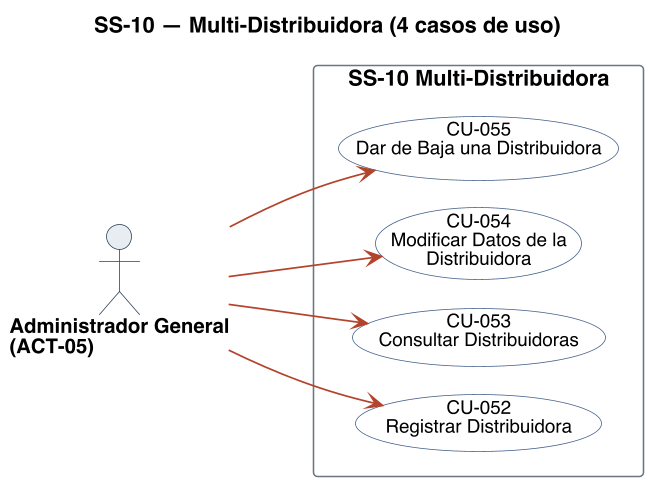 SS-10 — Multi-Distribuidora (4 casos de uso)
SS-10 Multi-Distribuidora
CU-055
Dar de Baja una Distribuidora
CU-054
Modificar Datos de la
Distribuidora
Administrador General
(ACT-05)
CU-053
Consultar Distribuidoras
CU-052
Registrar Distribuidora